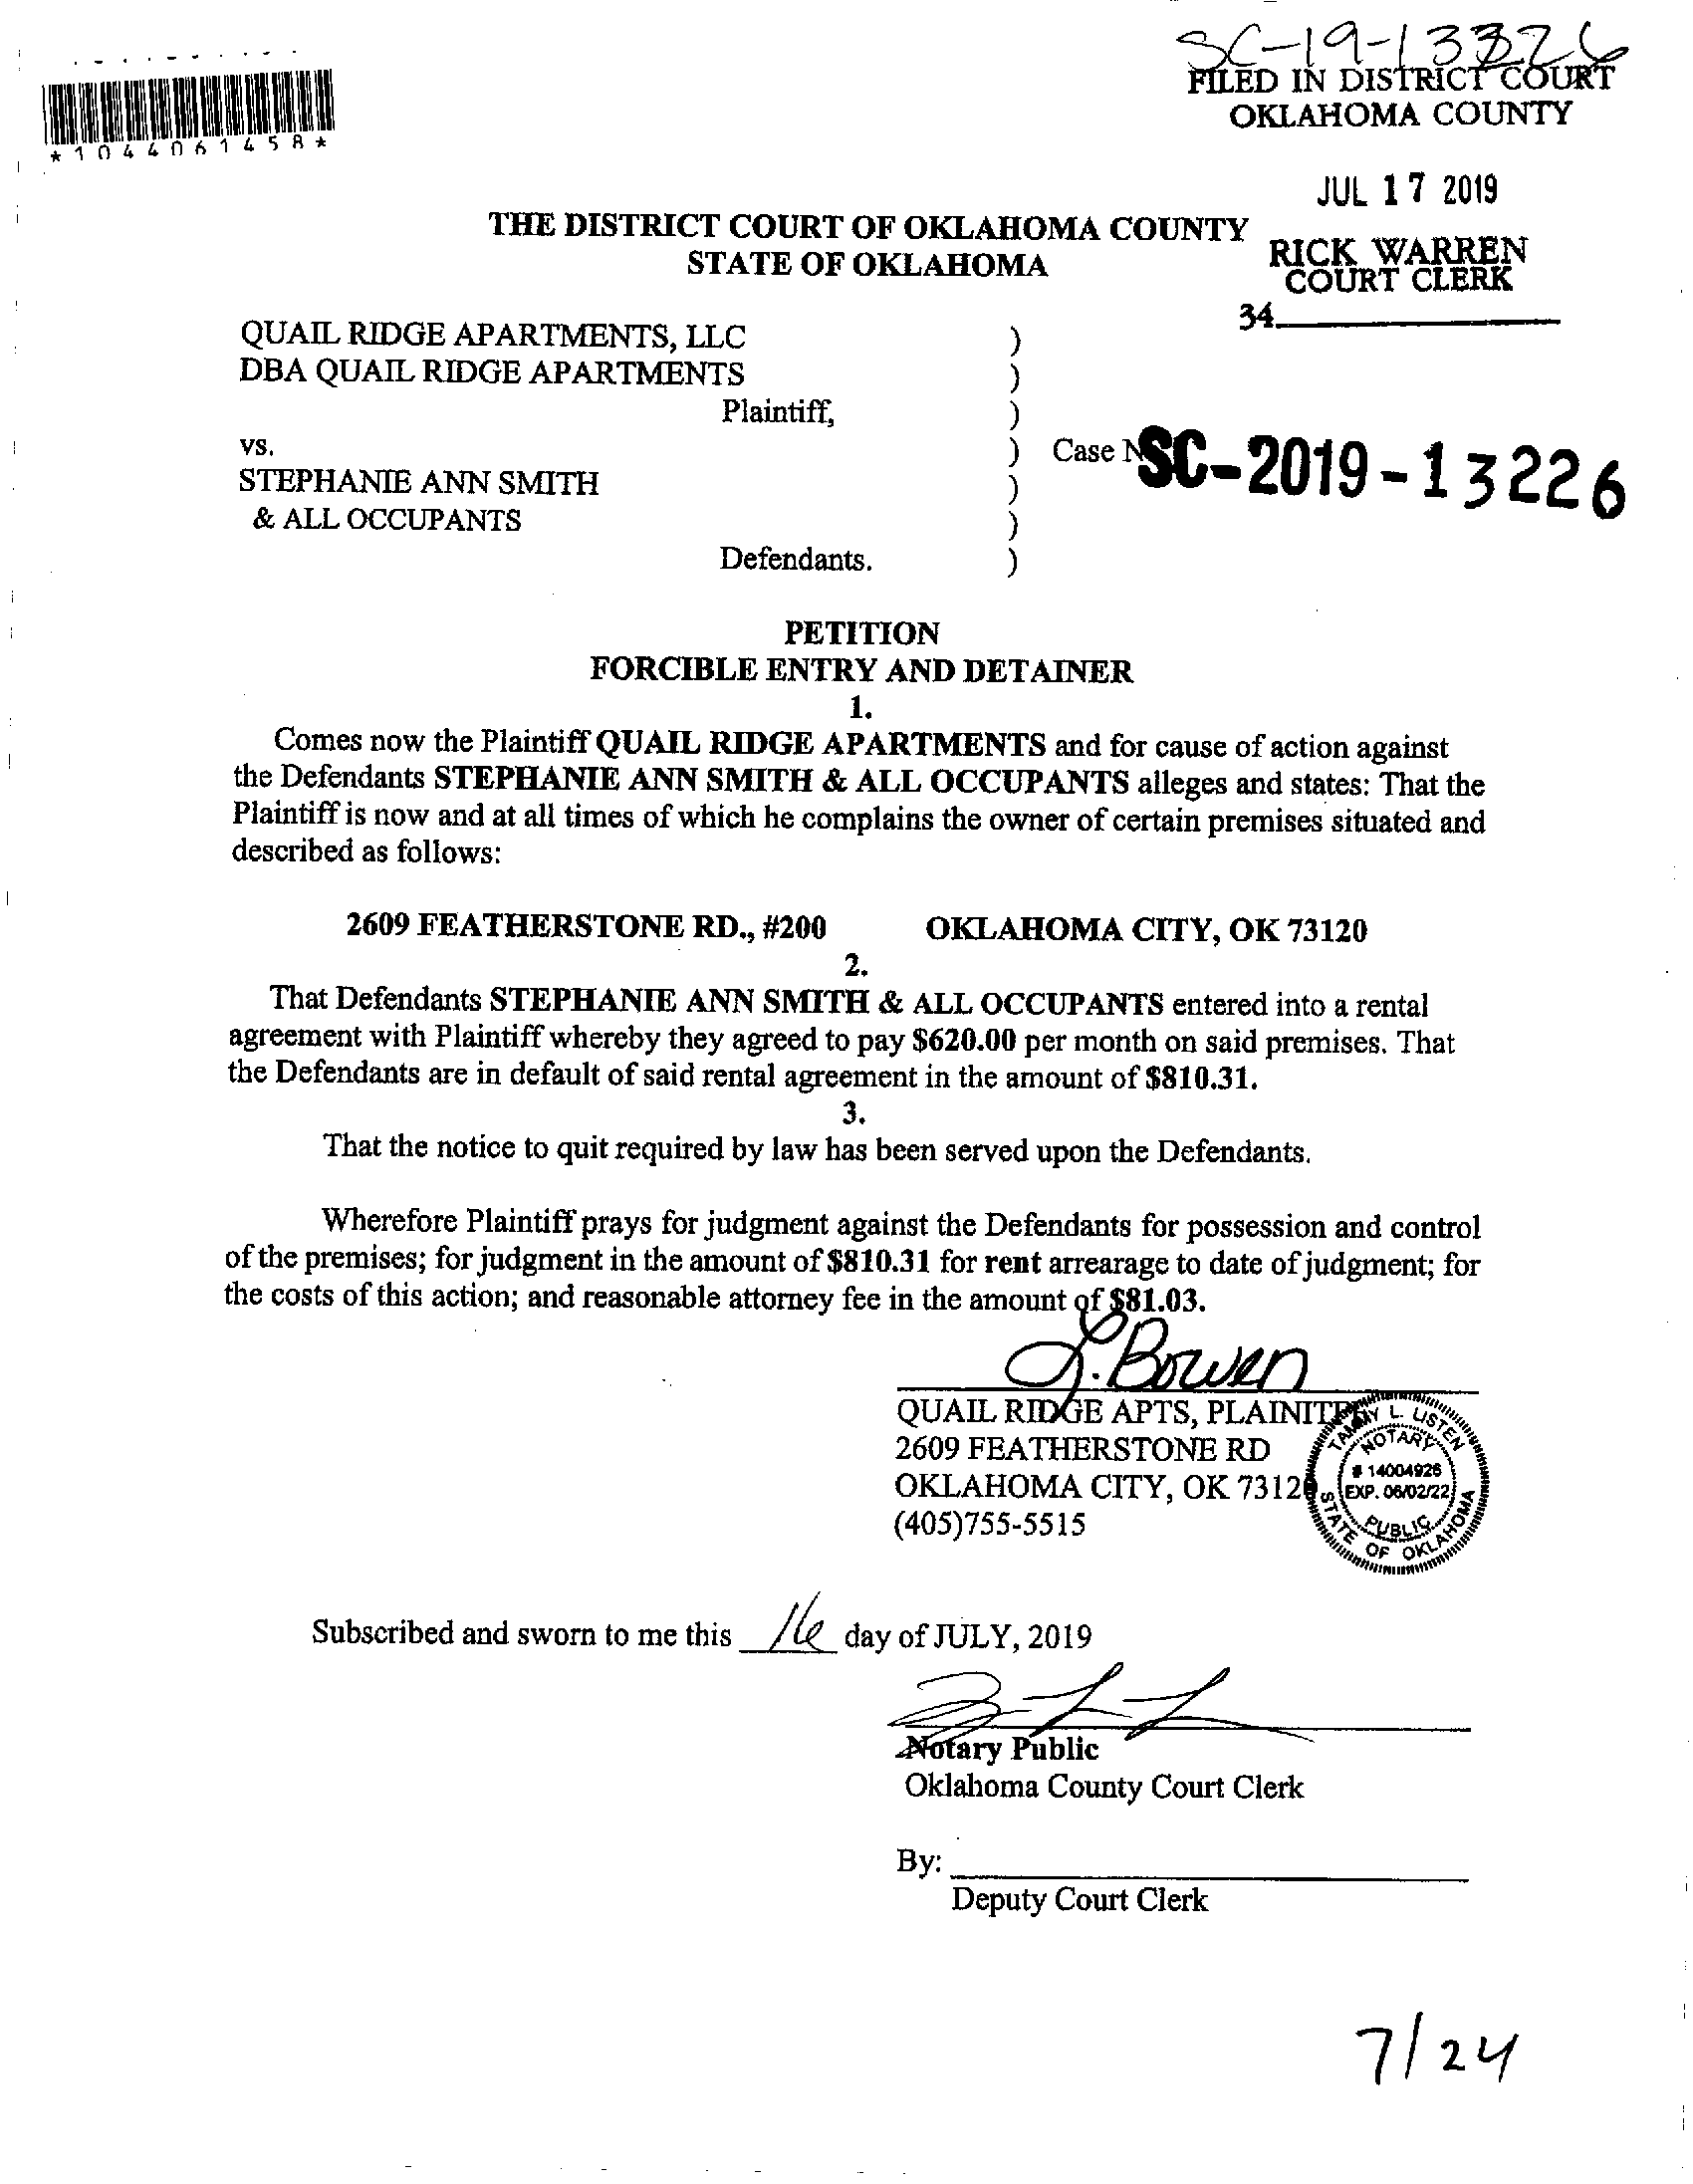 SC-19-13326
FILED IN DISTRICT COURT
OKLAHOMA COUNTY
*1044061458*
JUL 17 2019
THE DISTRICT COURT OF OKLAHOMA COUNTY
STATE OF OKLAHOMA
RICK WARREN
COURT CLERK
34
QUAIL RIDGE APARTMENTS, LLC )
DBA QUAIL RIDGE APARTMENTS )
Plaintiff, )
vs. ) Case N SC-2019-13226
STEPHANIE ANN SMITH )
& ALL OCCUPANTS )
Defendants. )
PETITION
FORCIBLE ENTRY AND DETAINER
1.
Comes now the Plaintiff QUAIL RIDGE APARTMENTS and for cause of action against
the Defendants STEPHANIE ANN SMITH & ALL OCCUPANTS alleges and states: That the
Plaintiff is now and at all times of which he complains the owner of certain premises situated and
described as follows:
2609 FEATHERSTONE RD., #200 OKLAHOMA CITY, OK 73120
2.
That Defendants STEPHANIE ANN SMITH & ALL OCCUPANTS entered into a rental
agreement with Plaintiff whereby they agreed to pay $620.00 per month on said premises. That
the Defendants are in default of said rental agreement in the amount of $810.31.
3.
That the notice to quit required by law has been served upon the Defendants.
Wherefore Plaintiff prays for judgment against the Defendants for possession and control
of the premises; for judgment in the amount of $810.31 for rent arrearage to date of judgment; for
the costs of this action; and reasonable attorney fee in the amount of $81.03.
L. Bowen
QUAIL RIDGE APTS, PLAINITFF
2609 FEATHERSTONE RD
OKLAHOMA CITY, OK 73120
(405)755-5515
TAMMY L. LISTEN
NOTARY
# 14004926
EXP. 06/02/22
PUBLIC
STATE OF OKLAHOMA
Subscribed and sworn to me this 16 day of JULY, 2019
Notary Public
Oklahoma County Court Clerk
By:
Deputy Court Clerk
7/24